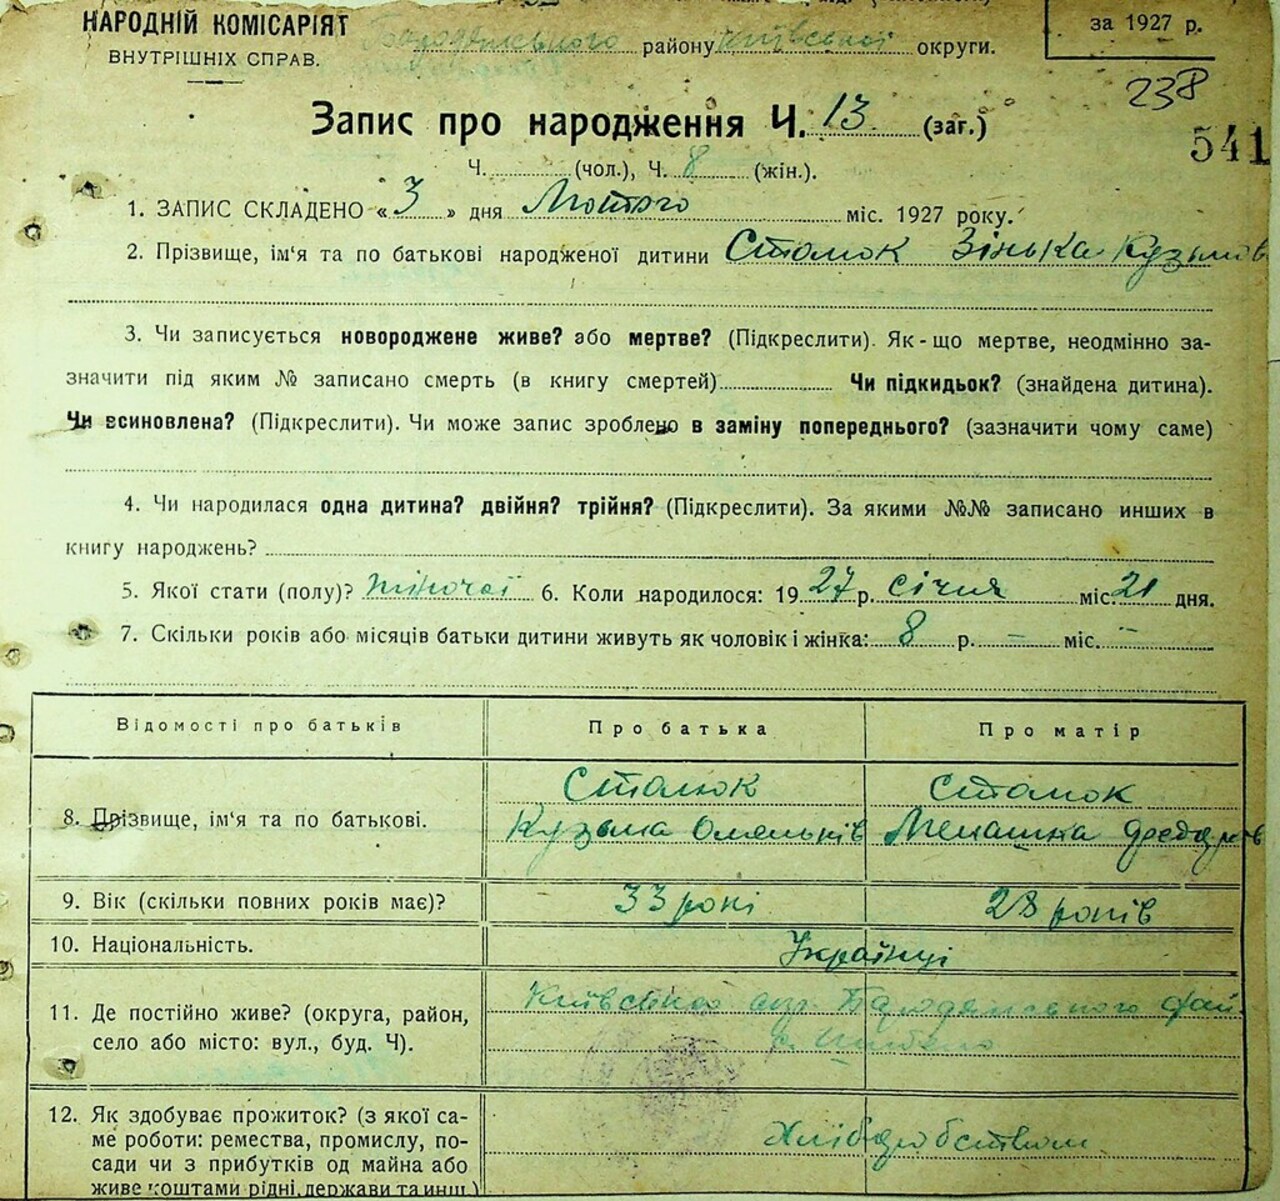 НАРОДНІЙ КОМІСАРІЯТ
ВНУТРІШНІХ СПРАВ.
району Київської округи.
за 1927 р.
238
541
Запис про народження Ч. 13 (заг.)
Ч. (чол.), Ч. 8 (жін.).
1. ЗАПИС СКЛАДЕНО « 3 » дня Лютого міс. 1927 року.
2. Прізвище, ім'я та по батькові народженої дитини Столюк Зінька Кузьмів
3. Чи записується новороджене живе? або мертве? (Підкреслити). Як-що мертве, неодмінно за-
значити під яким № записано смерть (в книгу смертей) Чи підкидьок? (знайдена дитина).
Чи всиновлена? (Підкреслити). Чи може запис зроблено в заміну попереднього? (зазначити чому саме)
4. Чи народилася одна дитина? двійня? трійня? (Підкреслити). За якими №№ записано инших в
книгу народжень?
5. Якої стати (полу)? жіночої 6. Коли народилося: 1927 р. січня міс. 21 дня.
7. Скільки років або місяців батьки дитини живуть як чоловік і жінка: 8 р. – міс. –
Відомості про батьків Про батька Про матір
Столюк Столюк
8. Прізвище, ім'я та по батькові. Кузьма Омельків
9. Вік (скільки повних років має)? 33 рокі 28 років
10. Національність. Українці
11. Де постійно живе? (округа, район, Київська окр.
село або місто: вул., буд. Ч). с.
12. Як здобуває прожиток? (з якої са-
ме роботи: ремества, промислу, по- Хліборобством
сади чи з прибутків од майна або
живе коштами рідні, держави та инш.)